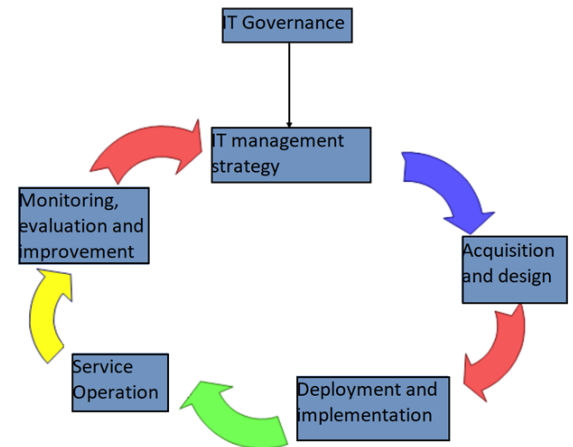 IT Governance
IT management
strategy
Monitoring,
evaluation and
improvement
Acquisition
and design
Service
Operation
Deployment and
implementation